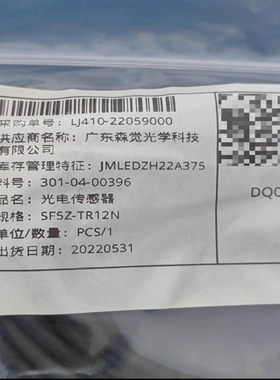 采购单号: LJ410-22059000
供应商名称: 广东森觉光学科技
有限公司
库存管理特征: JMLEDZH22A375
料号: 301-04-00396
品名: 光电传感器
规格: SF5Z-TR12N
单位/数量: PCS/1
出货日期: 20220531
DQ0